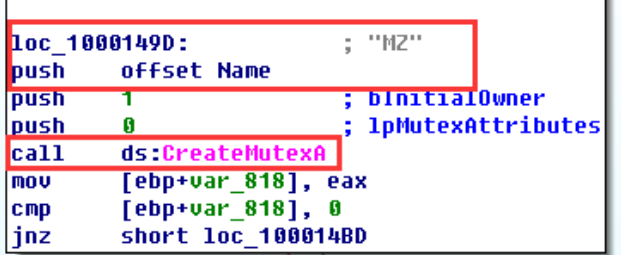 loc_1000149D: ; "MZ"
push offset Name
push 1 ; bInitialOwner
push 0 ; lpMutexAttributes
call ds:CreateMutexA
mov [ebp+var_818], eax
cmp [ebp+var_818], 0
jnz short loc_100014BD